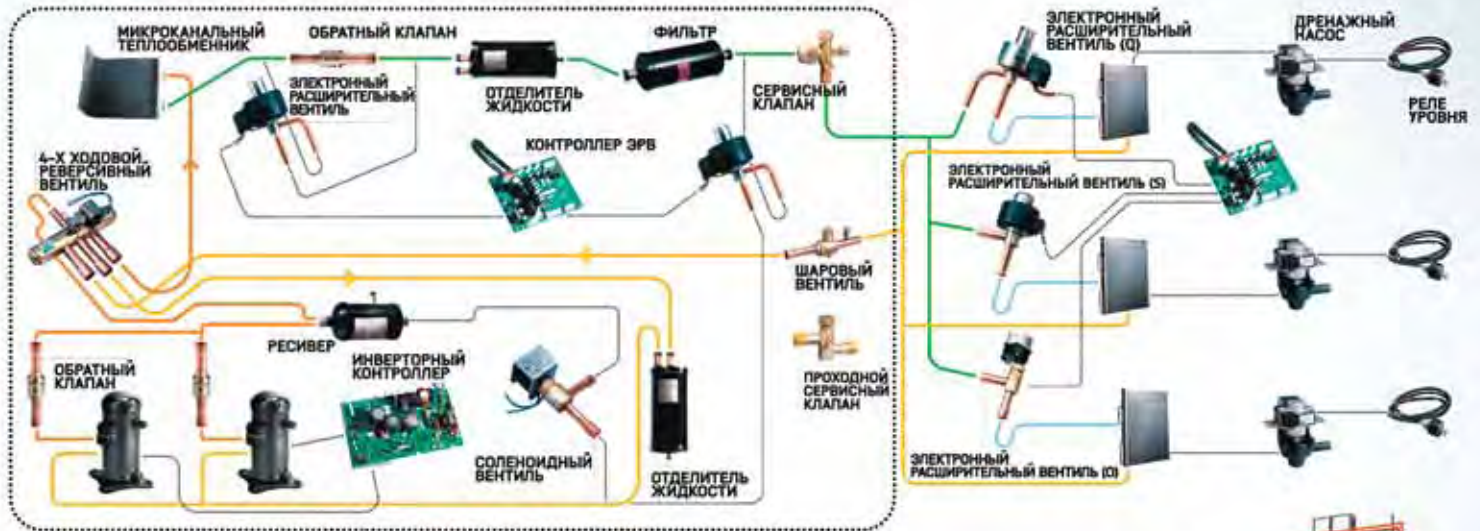 МИКРОКАНАЛЬНЫЙ
ТЕПЛООБМЕННИК
ОБРАТНЫЙ КЛАПАН
ФИЛЬТР
ЭЛЕКТРОННЫЙ
РАСШИРИТЕЛЬНЫЙ
ВЕНТИЛЬ (Q)
ДРЕНАЖНЫЙ
НАСОС
ЭЛЕКТРОННЫЙ
РАСШИРИТЕЛЬНЫЙ
ВЕНТИЛЬ
ОТДЕЛИТЕЛЬ
ЖИДКОСТИ
СЕРВИСНЫЙ
КЛАПАН
РЕЛЕ
УРОВНЯ
4-Х ХОДОВОЙ
РЕВЕРСИВНЫЙ
ВЕНТИЛЬ
КОНТРОЛЛЕР ЭРВ
ЭЛЕКТРОННЫЙ
РАСШИРИТЕЛЬНЫЙ ВЕНТИЛЬ (S)
ШАРОВЫЙ
ВЕНТИЛЬ
РЕСИВЕР
ОБРАТНЫЙ
КЛАПАН
ИНВЕРТОРНЫЙ
КОНТРОЛЛЕР
ПРОХОДНОЙ
СЕРВИСНЫЙ
КЛАПАН
СОЛЕНОИДНЫЙ
ВЕНТИЛЬ
ОТДЕЛИТЕЛЬ
ЖИДКОСТИ
ЭЛЕКТРОННЫЙ
РАСШИРИТЕЛЬНЫЙ ВЕНТИЛЬ